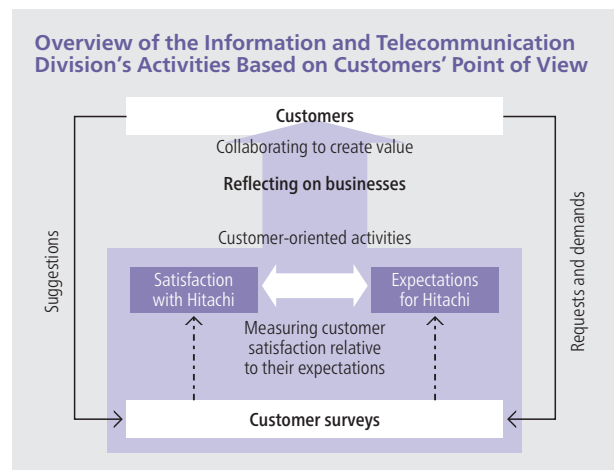 Overview of the Information and Telecommunication
Division’s Activities Based on Customers’ Point of View
Customers
Collaborating to create value
Reflecting on businesses
Customer-oriented activities
Suggestions
Requests and demands
Satisfaction
with Hitachi
Expectations
for Hitachi
Measuring customer
satisfaction relative
to their expectations
Customer surveys